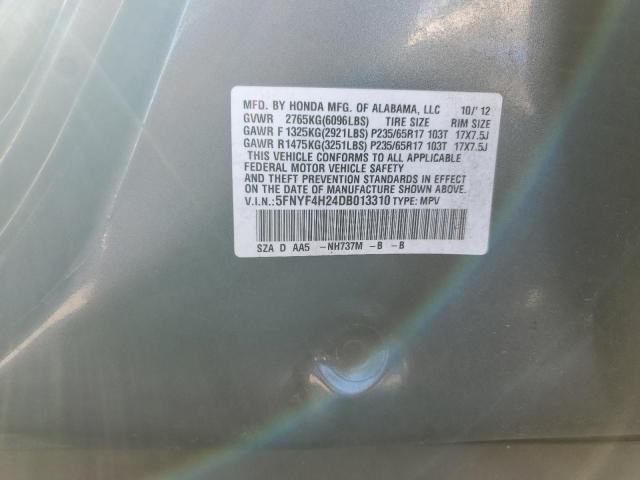 MFD. BY HONDA MFG. OF ALABAMA, LLC 10/'12
GVWR 2765KG(6096LBS) TIRE SIZE RIM SIZE
GAWR F 1325KG(2921LBS) P235/65R17 103T 17X7.5J
GAWR R1475KG(3251LBS) P235/65R17 103T 17X7.5J
THIS VEHICLE CONFORMS TO ALL APPLICABLE
FEDERAL MOTOR VEHICLE SAFETY
AND THEFT PREVENTION STANDARDS IN EFFECT
ON THE DATE OF MANUFACTURE SHOWN ABOVE.
V.I.N.:5FNYF4H24DB013310 TYPE: MPV
SZA D AA5 -NH737M -B -B